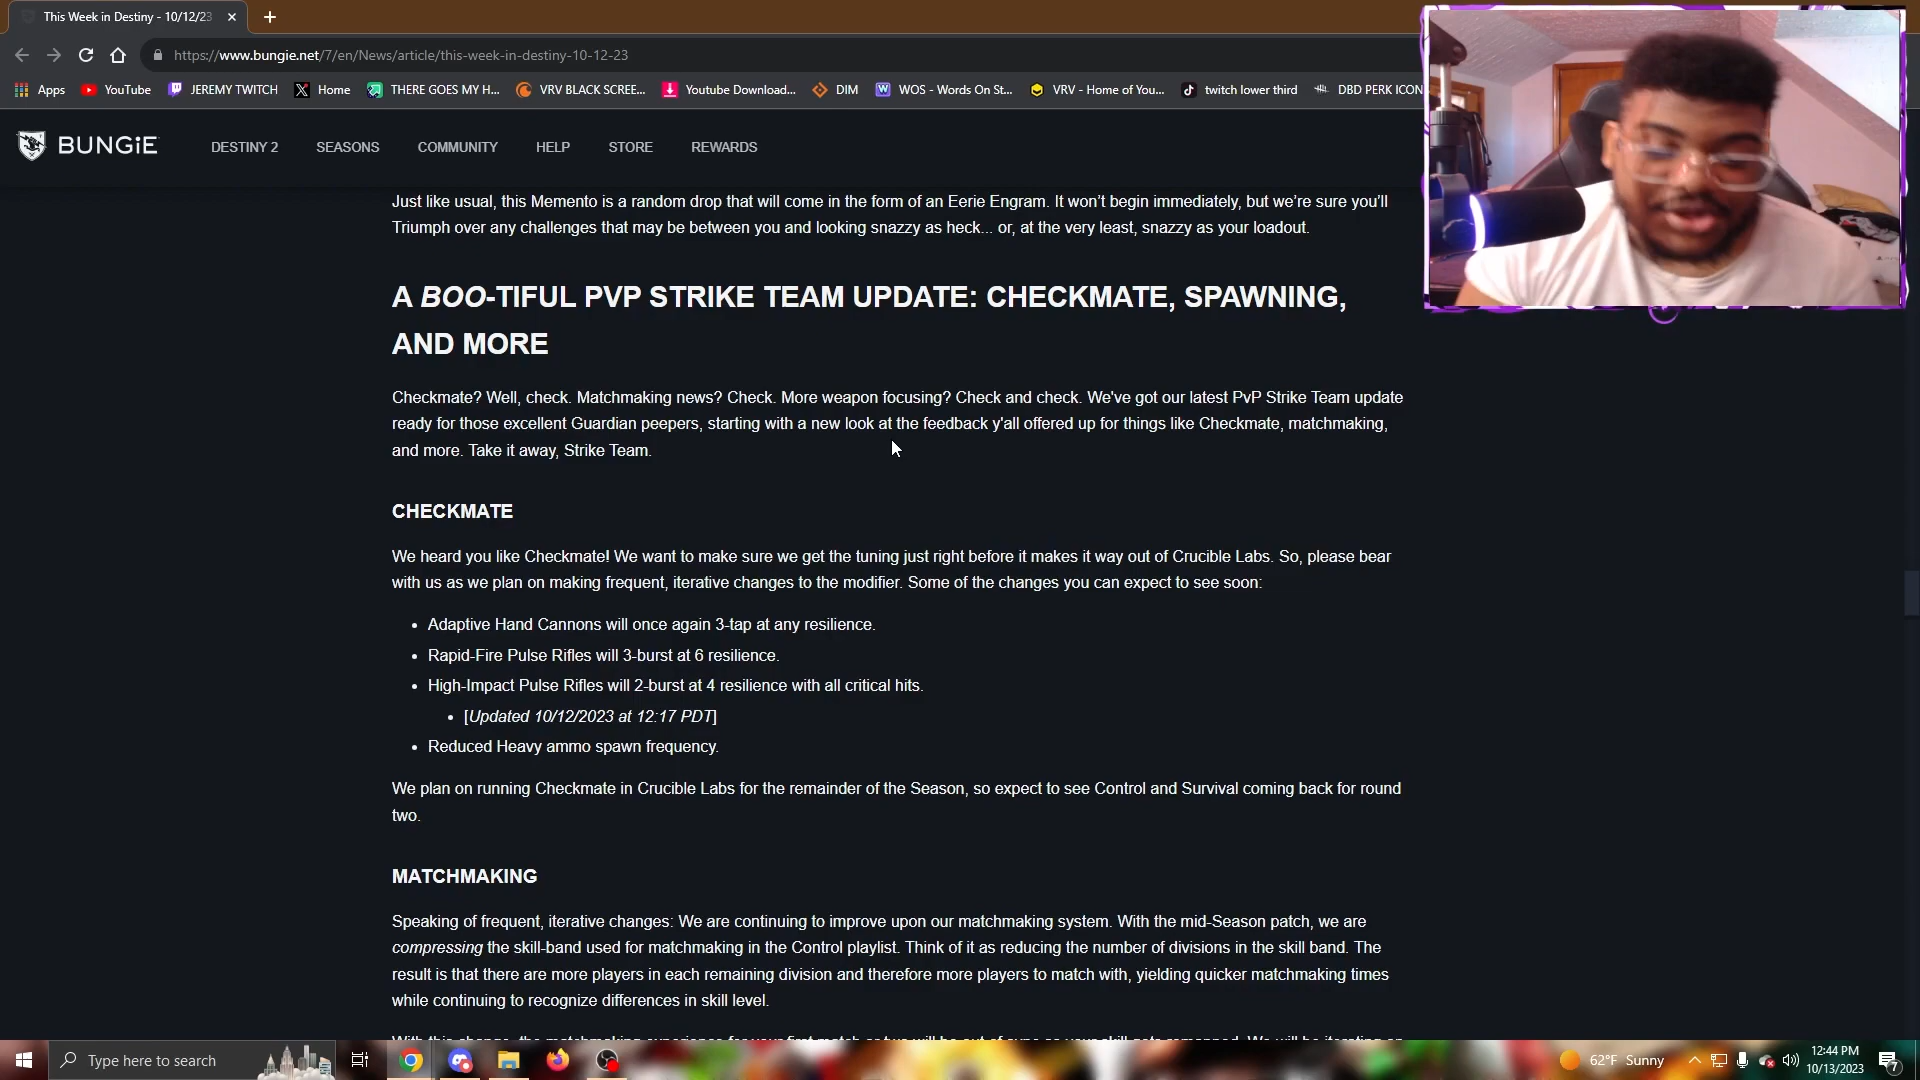 This Week in Destiny - 10/12/23
https://www.bungie.net/7/en/News/article/this-week-in-destiny-10-12-23
Apps YouTube JEREMY TWITCH Home THERE GOES MY H... VRV BLACK SCREE... Youtube Download... DIM WOS - Words On St... VRV - Home of You... twitch lower third DBD PERK ICON
BUNGiE DESTINY 2 SEASONS COMMUNITY HELP STORE REWARDS
Just like usual, this Memento is a random drop that will come in the form of an Eerie Engram. It won’t begin immediately, but we’re sure you’ll
Triumph over any challenges that may be between you and looking snazzy as heck... or, at the very least, snazzy as your loadout.
A BOO-TIFUL PVP STRIKE TEAM UPDATE: CHECKMATE, SPAWNING,
AND MORE
Checkmate? Well, check. Matchmaking news? Check. More weapon focusing? Check and check. We've got our latest PvP Strike Team update
ready for those excellent Guardian peepers, starting with a new look at the feedback y'all offered up for things like Checkmate, matchmaking,
and more. Take it away, Strike Team.
CHECKMATE
We heard you like Checkmate! We want to make sure we get the tuning just right before it makes it way out of Crucible Labs. So, please bear
with us as we plan on making frequent, iterative changes to the modifier. Some of the changes you can expect to see soon:
• Adaptive Hand Cannons will once again 3-tap at any resilience.
• Rapid-Fire Pulse Rifles will 3-burst at 6 resilience.
• High-Impact Pulse Rifles will 2-burst at 4 resilience with all critical hits.
• [Updated 10/12/2023 at 12:17 PDT]
• Reduced Heavy ammo spawn frequency.
We plan on running Checkmate in Crucible Labs for the remainder of the Season, so expect to see Control and Survival coming back for round
two.
MATCHMAKING
Speaking of frequent, iterative changes: We are continuing to improve upon our matchmaking system. With the mid-Season patch, we are
compressing the skill-band used for matchmaking in the Control playlist. Think of it as reducing the number of divisions in the skill band. The
result is that there are more players in each remaining division and therefore more players to match with, yielding quicker matchmaking times
while continuing to recognize differences in skill level.
Type here to search
62°F Sunny
12:44 PM
10/13/2023
7